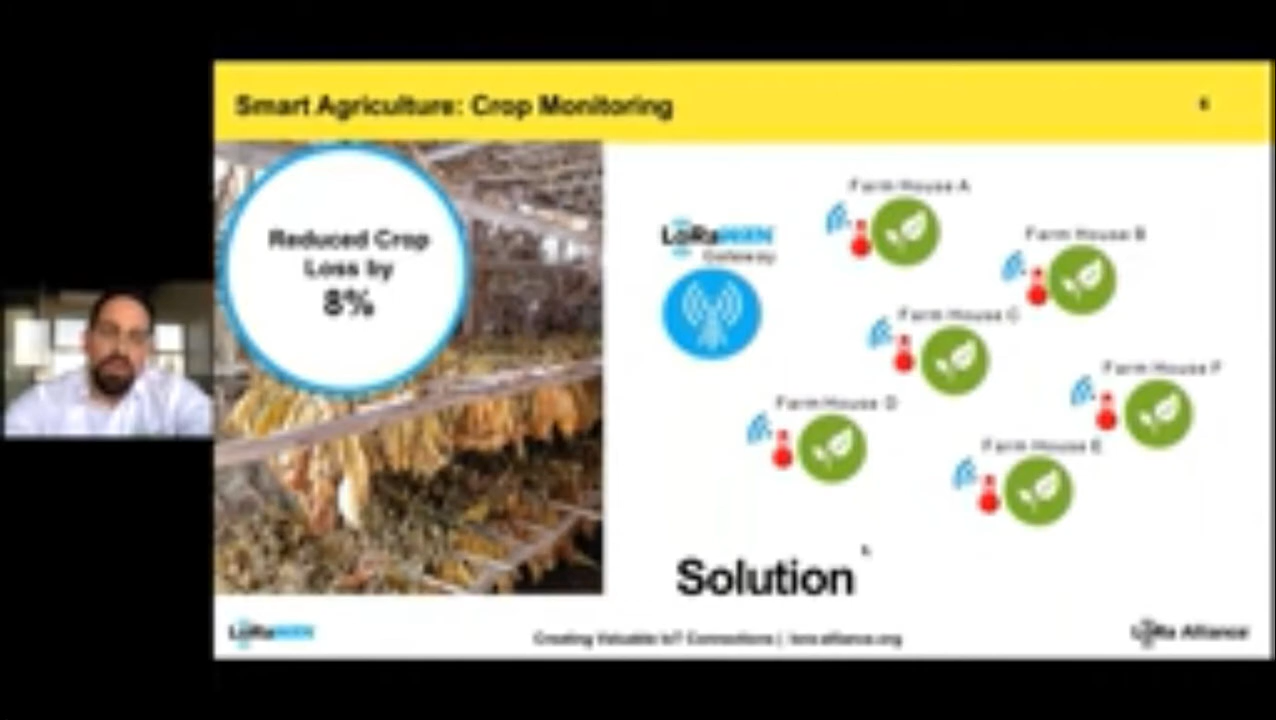 Smart Agriculture: Crop Monitoring
6
Reduced Crop
Loss by
8%
LoRaWAN
Gateway
Farm House A
Farm House B
Farm House C
Farm House F
Farm House D
Farm House E
Solution
LoRaWAN
Creating Valuable IoT Connections | lora-alliance.org
LoRa Alliance